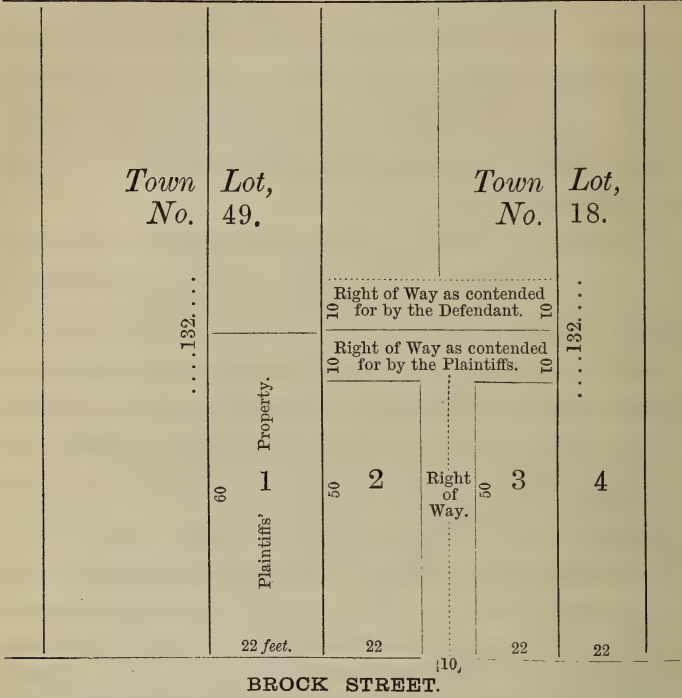 Town Lot,
No. 49.
Town Lot,
No. 18.
....132....
10 Right of Way as contended 10
for by the Defendant.
10 Right of Way as contended 10
for by the Plaintiffs.
....132....
Plaintiffs' Property.
60
1
50
2
Right
of
Way.
50
3
4
22 feet.
22
10
22
22
BROCK STREET.